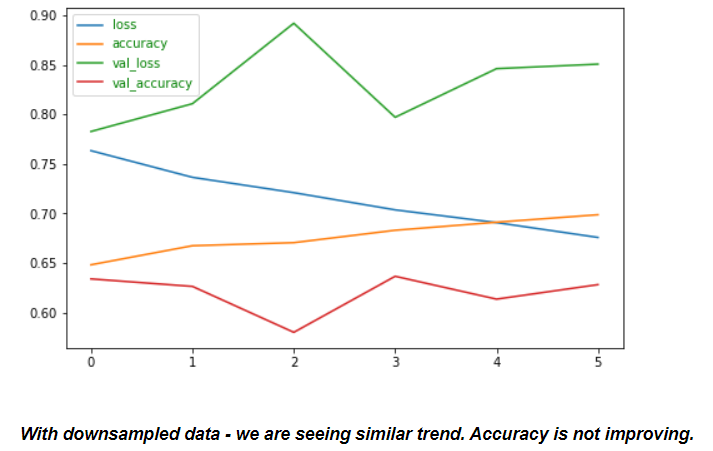 0.90
0.85
0.80
0.75
0.70
0.65
0.60
loss
accuracy
val_loss
val_accuracy
0 1 2 3 4 5
With downsampled data - we are seeing similar trend. Accuracy is not improving.